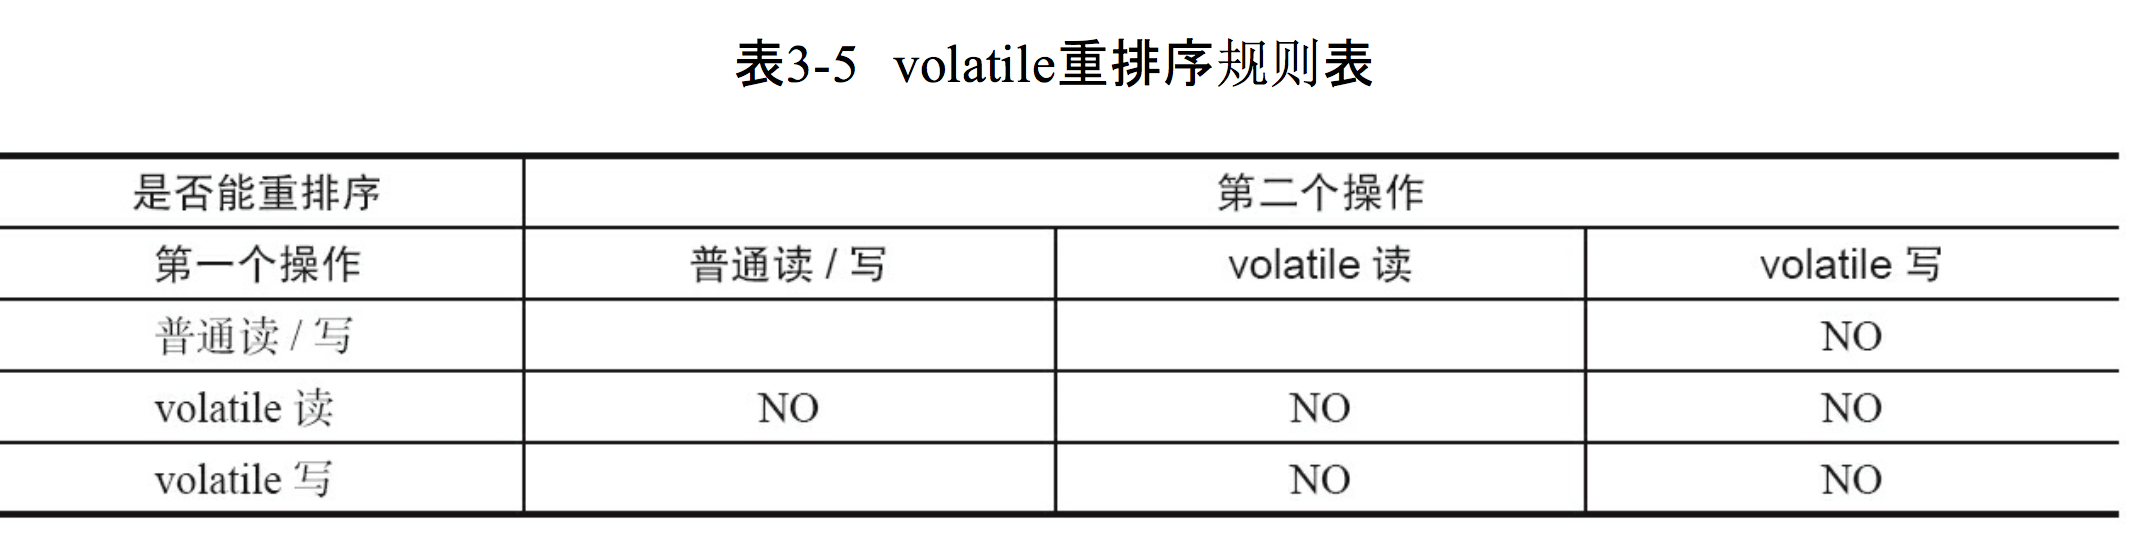 表3-5 volatile重排序规则表
是否能重排序 第二个操作
第一个操作 普通读 / 写 volatile 读 volatile 写
普通读 / 写 NO
volatile 读 NO NO NO
volatile 写 NO NO